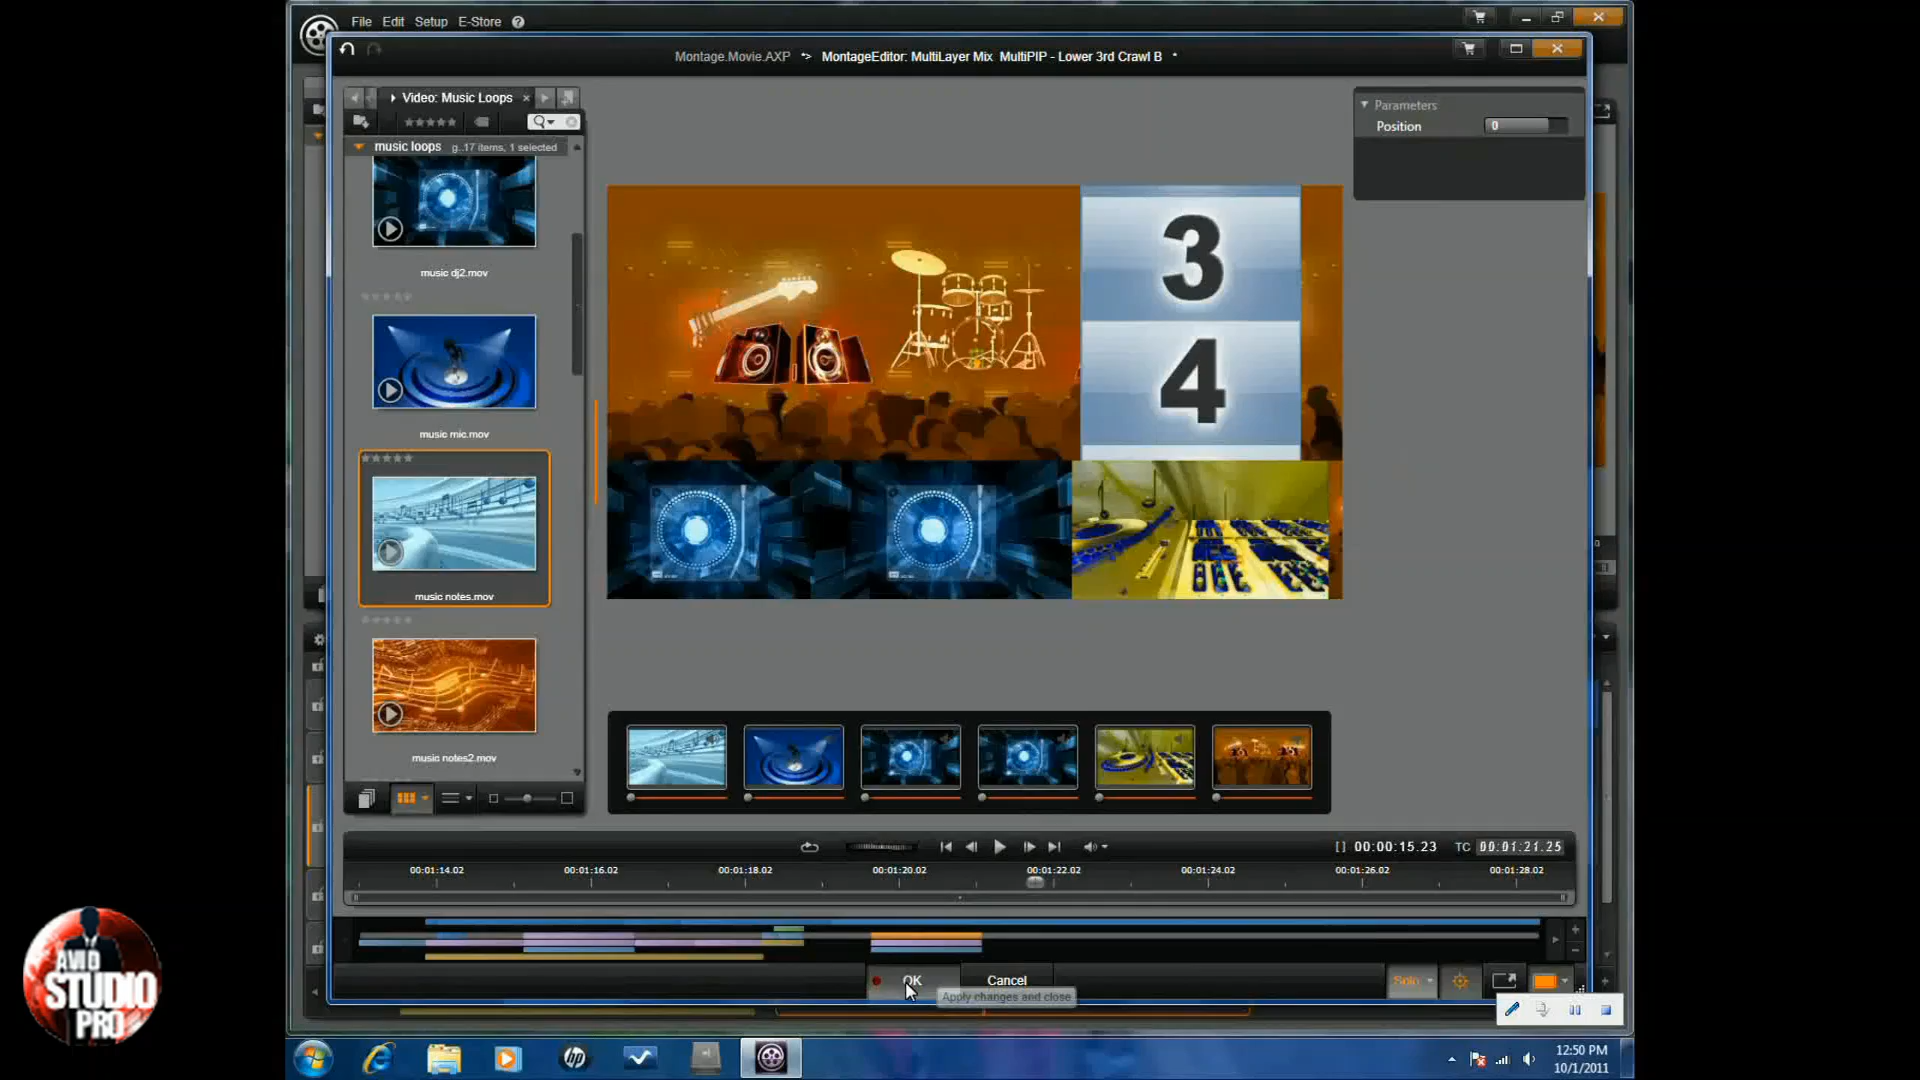 File Edit Setup E-Store ?
Montage.Movie.AXP MontageEditor: MultiLayer Mix MultiPIP - Lower 3rd Crawl B *
Video: Music Loops ×
music loops g..17 items, 1 selected
music dj2.mov
music mic.mov
music notes.mov
music notes2.mov
Parameters
Position 0
3
4
[] 00:00:15.23 TC 00:01:21.25
00:01:14.02 00:01:16.02 00:01:18.02 00:01:20.02 00:01:22.02 00:01:24.02 00:01:26.02 00:01:28.02
OK Cancel Solo
Apply changes and close
AVID
STUDIO
PRO
hp
12:50 PM
10/1/2011